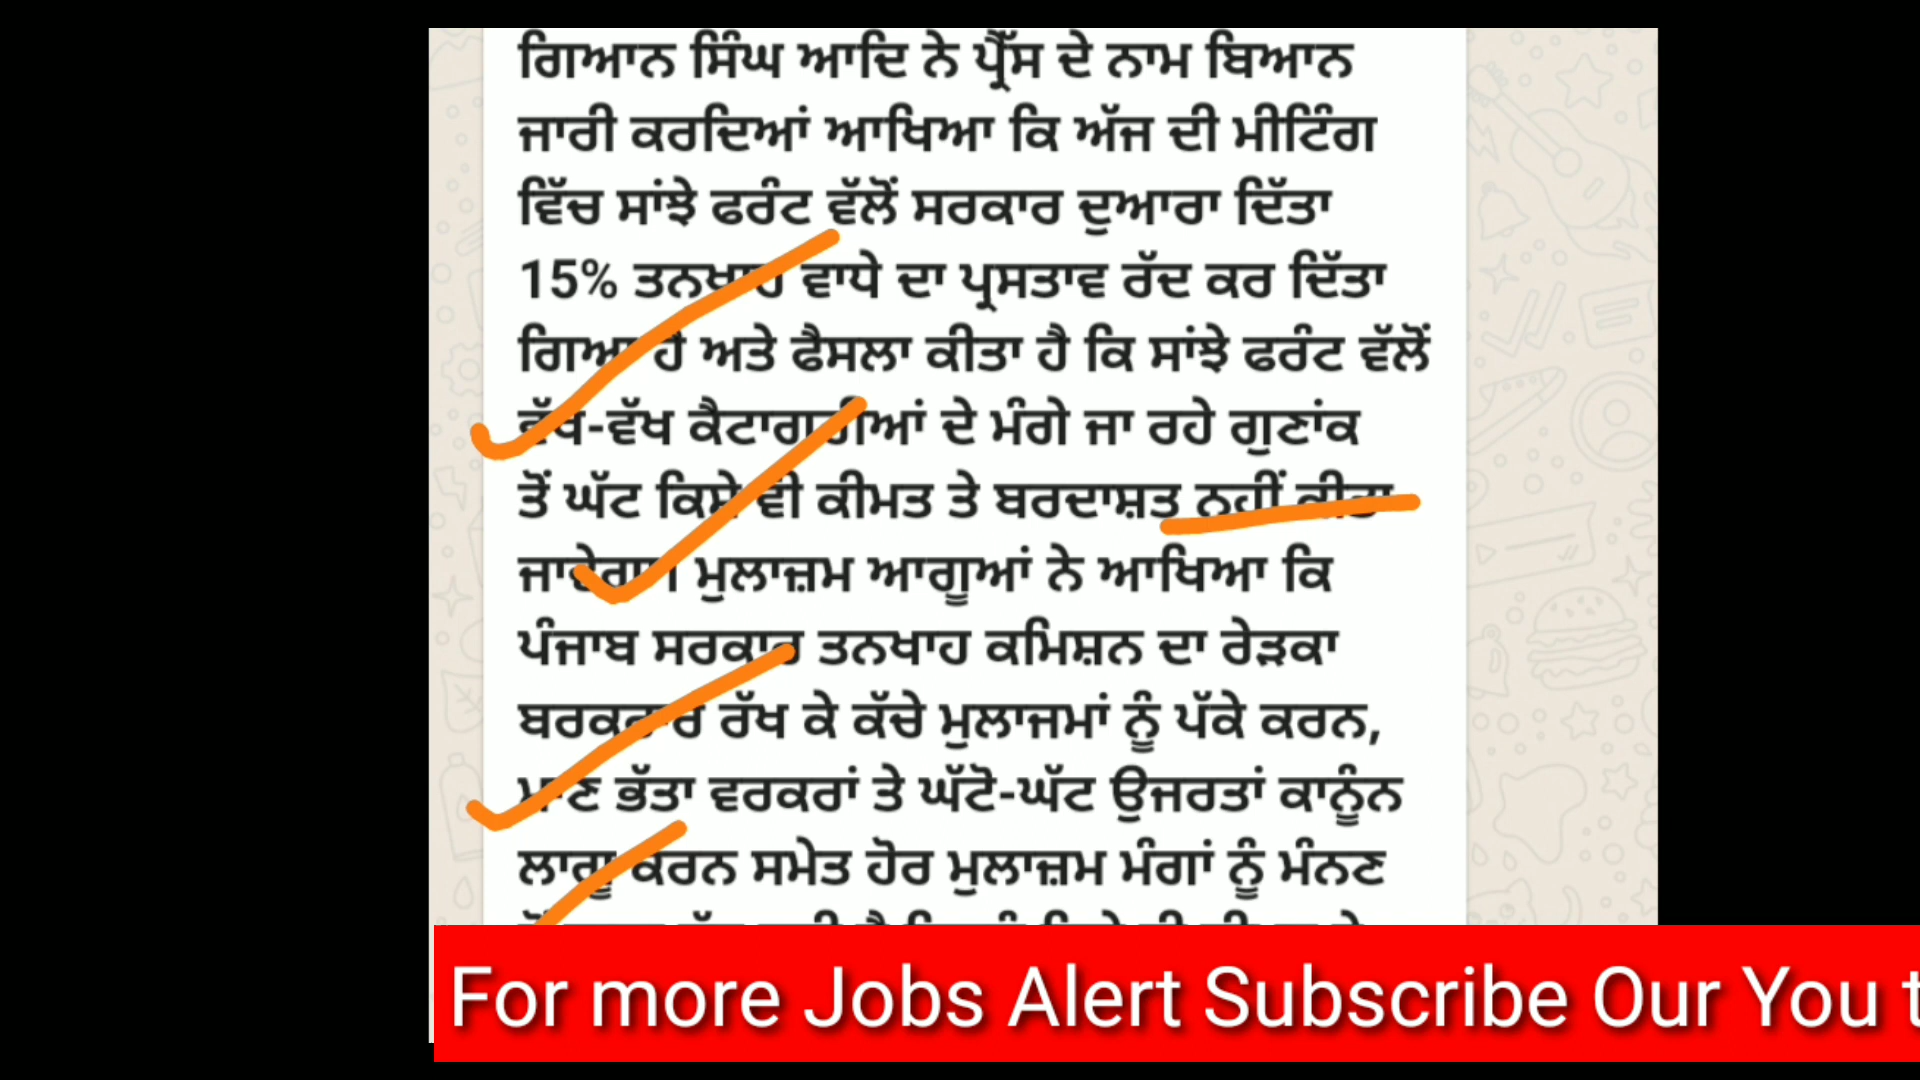 ਗਿਆਨ ਸਿੰਘ ਆਦਿ ਨੇ ਪ੍ਰੈੱਸ ਦੇ ਨਾਮ ਬਿਆਨ
ਜਾਰੀ ਕਰਦਿਆਂ ਆਖਿਆ ਕਿ ਅੱਜ ਦੀ ਮੀਟਿੰਗ
ਵਿੱਚ ਸਾਂਝੇ ਫਰੰਟ ਵੱਲੋਂ ਸਰਕਾਰ ਦੁਆਰਾ ਦਿੱਤਾ
15% ਤਨਖਾਹ ਵਾਧੇ ਦਾ ਪ੍ਰਸਤਾਵ ਰੱਦ ਕਰ ਦਿੱਤਾ
ਗਿਆ ਹੈ ਅਤੇ ਫੈਸਲਾ ਕੀਤਾ ਹੈ ਕਿ ਸਾਂਝੇ ਫਰੰਟ ਵੱਲੋਂ
ਵੱਖ-ਵੱਖ ਕੈਟਾਗਰੀਆਂ ਦੇ ਮੰਗੇ ਜਾ ਰਹੇ ਗੁਣਾਂਕ
ਤੋਂ ਘੱਟ ਕਿਸੇ ਵੀ ਕੀਮਤ ਤੇ ਬਰਦਾਸ਼ਤ ਨਹੀਂ ਕੀਤਾ
ਜਾਵੇਗਾ। ਮੁਲਾਜ਼ਮ ਆਗੂਆਂ ਨੇ ਆਖਿਆ ਕਿ
ਪੰਜਾਬ ਸਰਕਾਰ ਤਨਖਾਹ ਕਮਿਸ਼ਨ ਦਾ ਰੇੜਕਾ
ਬਰਕਰਾਰ ਰੱਖ ਕੇ ਕੱਚੇ ਮੁਲਾਜਮਾਂ ਨੂੰ ਪੱਕੇ ਕਰਨ,
ਮਾਣ ਭੱਤਾ ਵਰਕਰਾਂ ਤੇ ਘੱਟੋ-ਘੱਟ ਉਜਰਤਾਂ ਕਾਨੂੰਨ
ਲਾਗੂ ਕਰਨ ਸਮੇਤ ਹੋਰ ਮੁਲਾਜ਼ਮ ਮੰਗਾਂ ਨੂੰ ਮੰਨਣ
For more Jobs Alert Subscribe Our You t